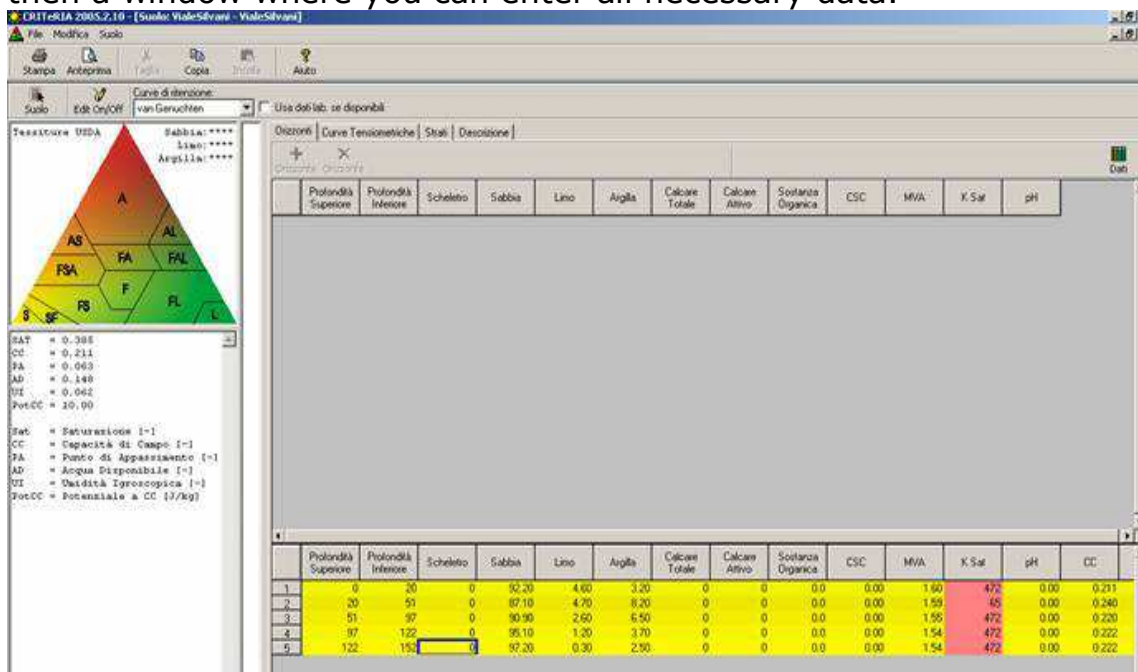 then a window where you can enter all necessary data.
CRITeRIA 2005.2.10 - [Suolo: VialeSilvani - VialeSilvani]
File Modifica Suolo
Stampa Anteprima Taglia Copia Incolla Aiuto
Suolo Edit On/Off Curve di ritenzione: van Genuchten Usa dati lab. se disponibili
Tessitura USDA Sabbia:****
Limo:****
Argilla:****
A
AS AL
FSA FA FAL
F
S SF FS FL L
Orizzonti Curve Tensiometriche Strati Descrizione
Orizzonte Orizzonte Dati
Profondità Superiore Profondità Inferiore Scheletro Sabbia Limo Argilla Calcare Totale Calcare Attivo Sostanza Organica CSC MVA K Sat pH
SAT = 0.385
CC = 0.211
PA = 0.063
AD = 0.148
UI = 0.062
PotCC = 10.00
Sat = Saturazione [-]
CC = Capacità di Campo [-]
PA = Punto di Appassimento [-]
AD = Acqua Disponibile [-]
UI = Umidità Igroscopica [-]
PotCC = Potenziale a CC [J/kg]
Profondità Superiore Profondità Inferiore Scheletro Sabbia Limo Argilla Calcare Totale Calcare Attivo Sostanza Organica CSC MVA K Sat pH CC
1 0 20 0 92.20 4.60 3.20 0 0 0.0 0.00 1.60 472 0.00 0.211
2 20 51 0 87.10 4.70 8.20 0 0 0.0 0.00 1.59 65 0.00 0.240
3 51 97 0 90.90 2.60 6.50 0 0 0.0 0.00 1.55 472 0.00 0.220
4 97 122 0 95.10 1.20 3.70 0 0 0.0 0.00 1.54 472 0.00 0.222
5 122 152 0 97.20 0.30 2.50 0 0 0.0 0.00 1.54 472 0.00 0.222